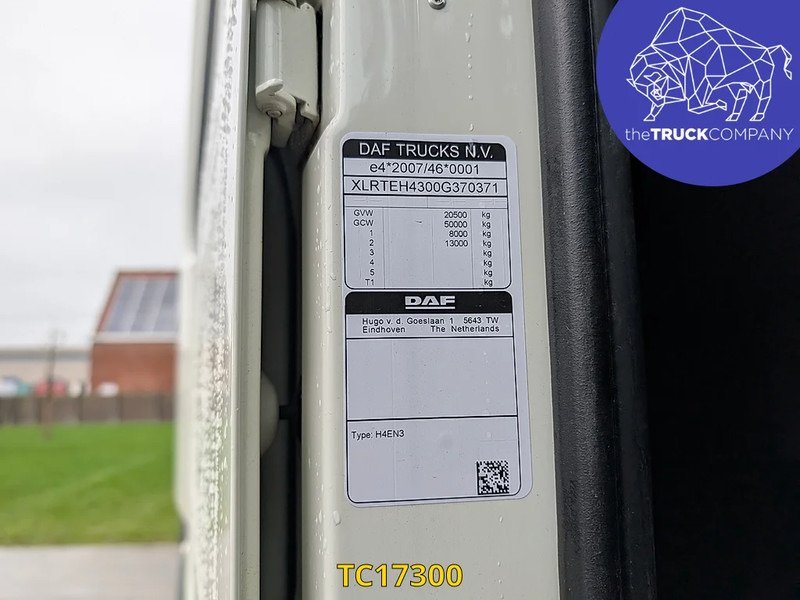 theTRUCKCOMPANY
DAF TRUCKS N.V.
e4*2007/46*0001
XLRTEH4300G370371
GVW 20500 kg
GCW 50000 kg
1 8000 kg
2 13000 kg
3 kg
4 kg
5 kg
T1 kg
DAF
Hugo v. d. Goeslaan 1 5643 TW
Eindhoven The Netherlands
Type: H4EN3
TC17300